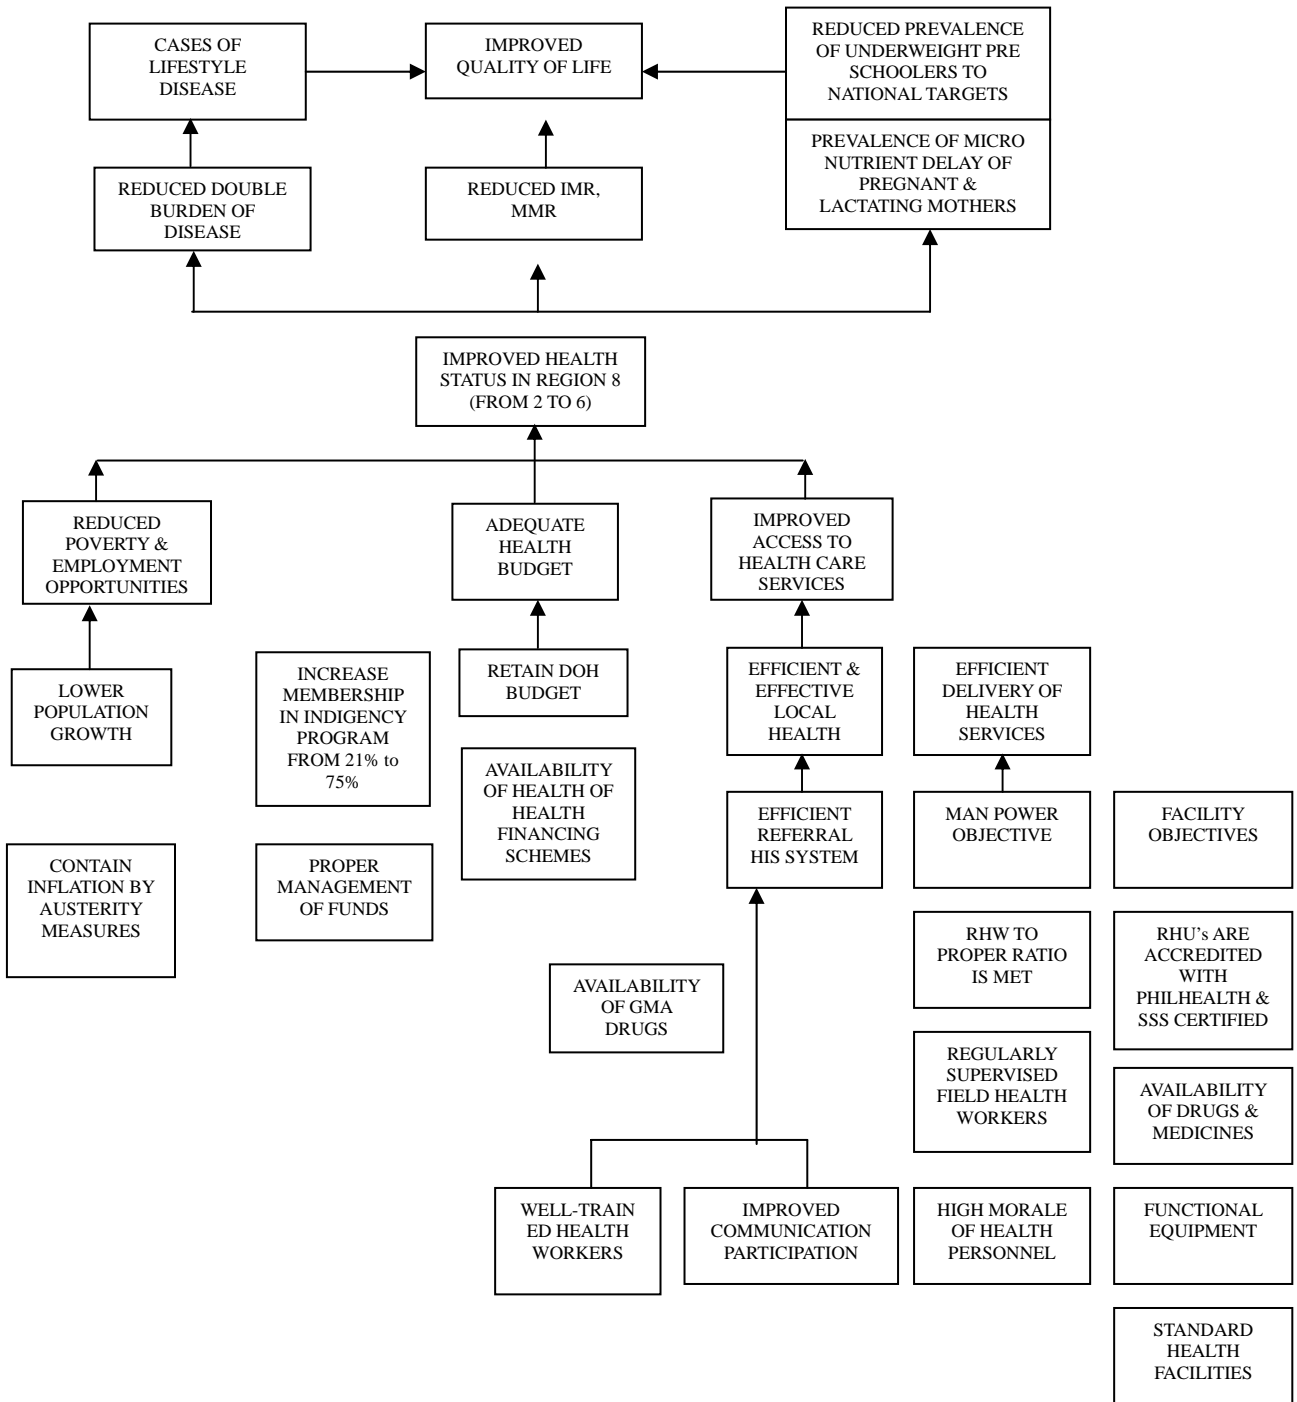 CASES OF
LIFESTYLE
DISEASE
IMPROVED
QUALITY OF LIFE
REDUCED PREVALENCE
OF UNDERWEIGHT PRE
SCHOOLERS TO
NATIONAL TARGETS
PREVALENCE OF MICRO
NUTRIENT DELAY OF
PREGNANT &
LACTATING MOTHERS
REDUCED DOUBLE
BURDEN OF
DISEASE
REDUCED IMR,
MMR
IMPROVED HEALTH
STATUS IN REGION 8
(FROM 2 TO 6)
REDUCED
POVERTY &
EMPLOYMENT
OPPORTUNITIES
ADEQUATE
HEALTH
BUDGET
IMPROVED
ACCESS TO
HEALTH CARE
SERVICES
LOWER
POPULATION
GROWTH
INCREASE
MEMBERSHIP
IN INDIGENCY
PROGRAM
FROM 21% to
75%
RETAIN DOH
BUDGET
EFFICIENT &
EFFECTIVE
LOCAL
HEALTH
EFFICIENT
DELIVERY OF
HEALTH
SERVICES
AVAILABILITY
OF HEALTH OF
HEALTH
FINANCING
SCHEMES
EFFICIENT
REFERRAL
HIS SYSTEM
MAN POWER
OBJECTIVE
FACILITY
OBJECTIVES
CONTAIN
INFLATION BY
AUSTERITY
MEASURES
PROPER
MANAGEMENT
OF FUNDS
RHW TO
PROPER RATIO
IS MET
RHU's ARE
ACCREDITED
WITH
PHILHEALTH &
SSS CERTIFIED
AVAILABILITY
OF GMA
DRUGS
REGULARLY
SUPERVISED
FIELD HEALTH
WORKERS
AVAILABILITY
OF DRUGS &
MEDICINES
WELL-TRAIN
ED HEALTH
WORKERS
IMPROVED
COMMUNICATION
PARTICIPATION
HIGH MORALE
OF HEALTH
PERSONNEL
FUNCTIONAL
EQUIPMENT
STANDARD
HEALTH
FACILITIES